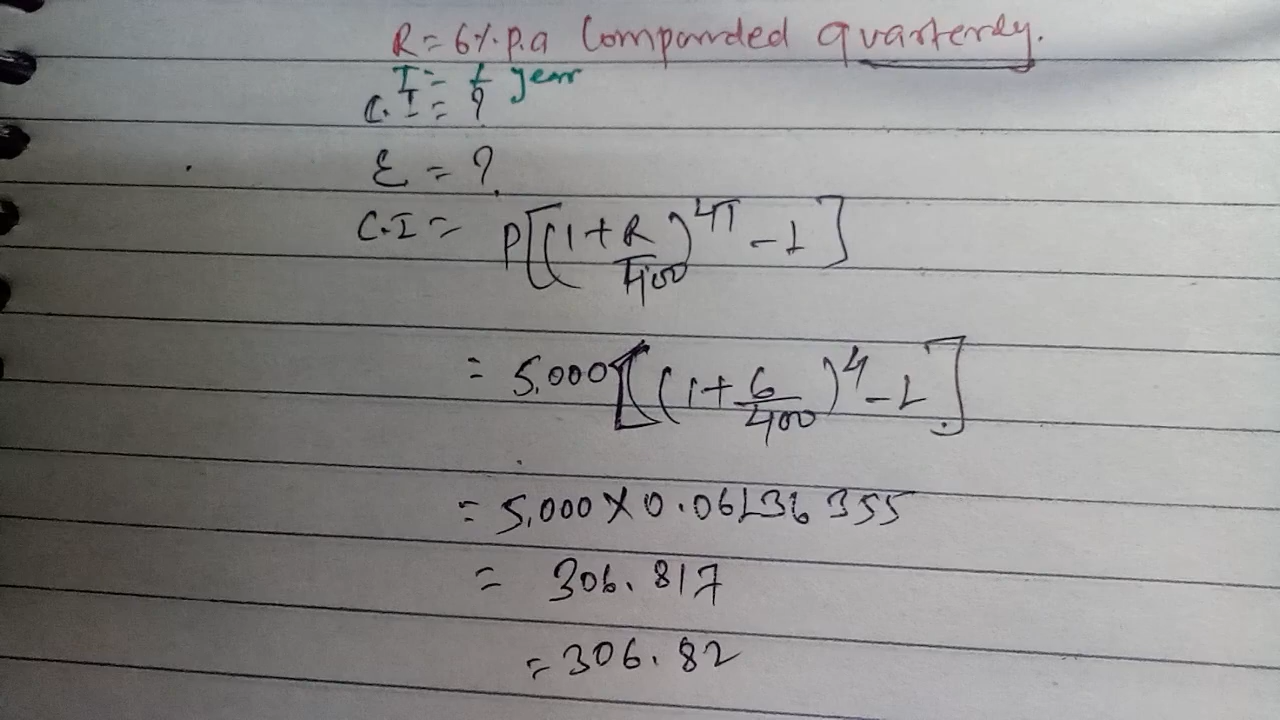 R = 6%. p.a Compounded quarterly.
T = 1 year
C.I = ?
E = ?
C.I = P[(1 + R/400)^4T - 1]
= 5,000[(1 + 6/400)^4 - 1]
= 5,000 × 0.06136355
= 306.817
= 306.82